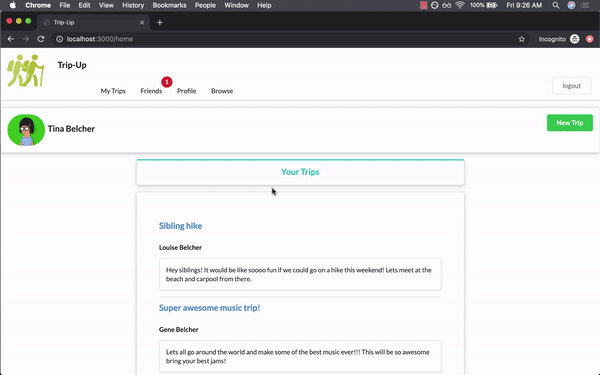 Chrome File Edit View History Bookmarks People Window Help 100% Fri 9:26 AM
Trip-Up
localhost:3000/home Incognito
Trip-Up
My Trips Friends 1 Profile Browse logout
Tina Belcher New Trip
Your Trips
Sibling hike
Louise Belcher
Hey siblings! It would be like soooo fun if we could go on a hike this weekend! Lets meet at the
beach and carpool from there.
Super awesome music trip!
Gene Belcher
Lets all go around the world and make some of the best music ever!!! This will be so awesome
bring your best jams!